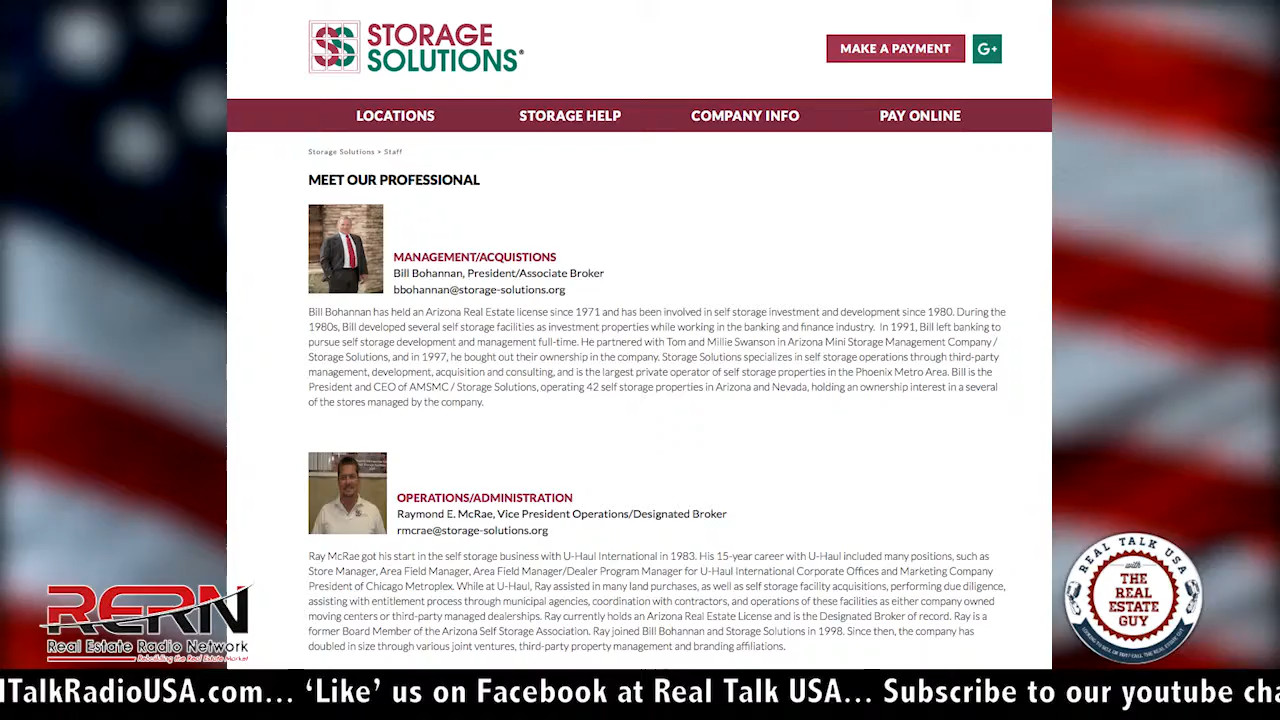 STORAGE
SOLUTIONS®
MAKE A PAYMENT
G+
LOCATIONS
STORAGE HELP
COMPANY INFO
PAY ONLINE
Storage Solutions > Staff
MEET OUR PROFESSIONAL
MANAGEMENT/ACQUISTIONS
Bill Bohannan, President/Associate Broker
bbohannan@storage-solutions.org
Bill Bohannan has held an Arizona Real Estate license since 1971 and has been involved in self storage investment and development since 1980. During the
1980s, Bill developed several self storage facilities as investment properties while working in the banking and finance industry. In 1991, Bill left banking to
pursue self storage development and management full-time. He partnered with Tom and Millie Swanson in Arizona Mini Storage Management Company /
Storage Solutions, and in 1997, he bought out their ownership in the company. Storage Solutions specializes in self storage operations through third-party
management, development, acquisition and consulting, and is the largest private operator of self storage properties in the Phoenix Metro Area. Bill is the
President and CEO of AMSMC / Storage Solutions, operating 42 self storage properties in Arizona and Nevada, holding an ownership interest in a several
of the stores managed by the company.
OPERATIONS/ADMINISTRATION
Raymond E. McRae, Vice President Operations/Designated Broker
rmcrae@storage-solutions.org
Ray McRae got his start in the self storage business with U-Haul International in 1983. His 15-year career with U-Haul included many positions, such as
Store Manager, Area Field Manager, Area Field Manager/Dealer Program Manager for U-Haul International Corporate Offices and Marketing Company
President of Chicago Metroplex. While at U-Haul, Ray assisted in many land purchases, as well as self storage facility acquisitions, performing due diligence,
assisting with entitlement process through municipal agencies, coordination with contractors, and operations of these facilities as either company owned
moving centers or third-party managed dealerships. Ray currently holds an Arizona Real Estate License and is the Designated Broker of record. Ray is a
former Board Member of the Arizona Self Storage Association. Ray joined Bill Bohannan and Storage Solutions in 1998. Since then, the company has
doubled in size through various joint ventures, third-party property management and branding affiliations.
RERN
Real Estate Radio Network
Rebuilding the Real Estate Market
REAL TALK USA
with
THE
REAL
ESTATE
GUY
lTalkRadioUSA.com... ‘Like’ us on Facebook at Real Talk USA... Subscribe to our youtube cha